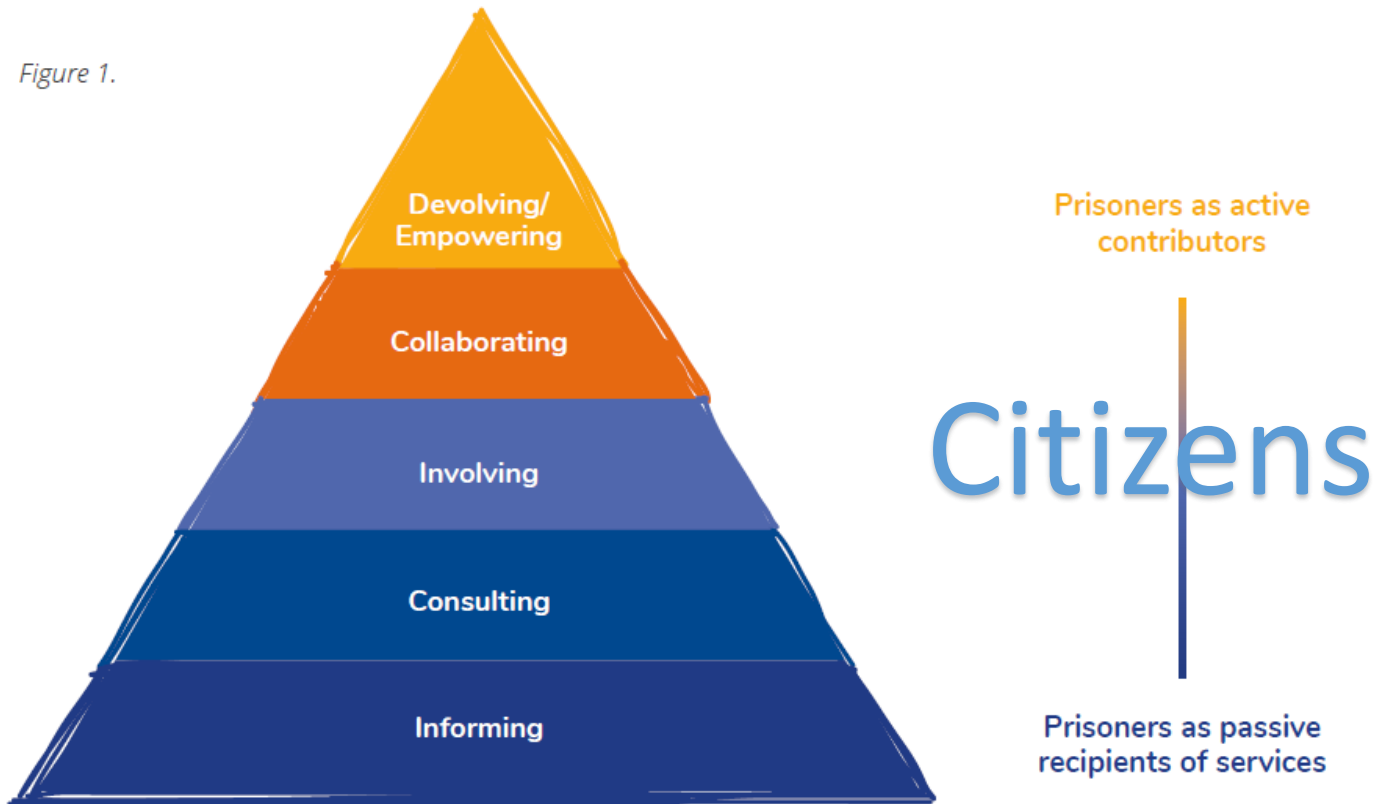 Figure 1.
Devolving/
Empowering
Collaborating
Involving
Consulting
Informing
Prisoners as active
contributors
Citizens
Prisoners as passive
recipients of services